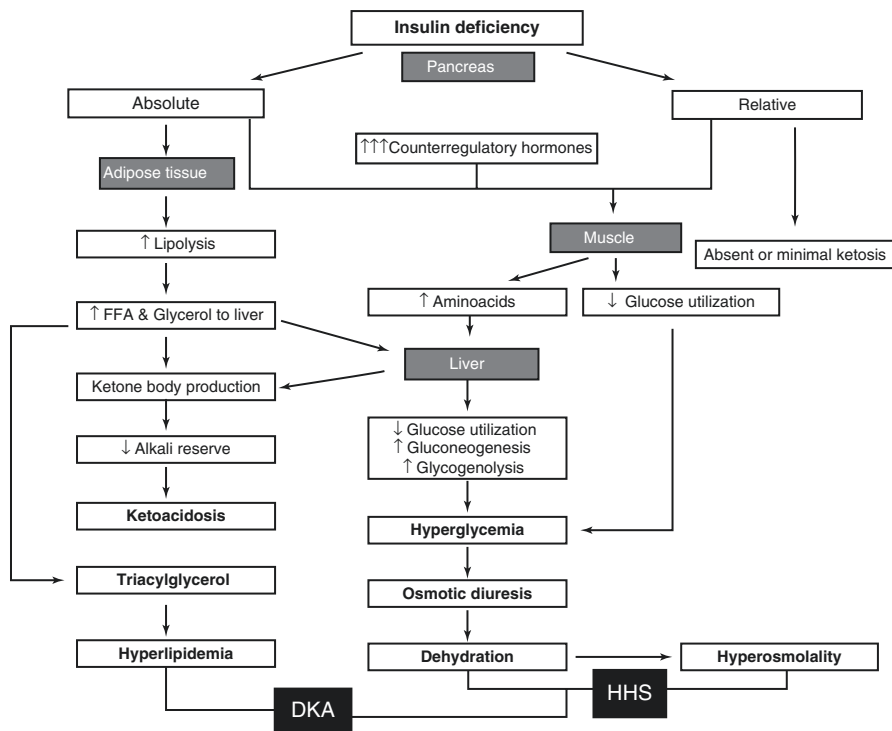 Insulin deficiency
Pancreas
Absolute
Relative
↑↑↑Counterregulatory hormones
Adipose tissue
Muscle
↑ Lipolysis
Absent or minimal ketosis
↑ FFA & Glycerol to liver
↑ Aminoacids
↓ Glucose utilization
Liver
Ketone body production
↓ Alkali reserve
↓ Glucose utilization
↑ Gluconeogenesis
↑ Glycogenolysis
Ketoacidosis
Hyperglycemia
Triacylglycerol
Osmotic diuresis
Hyperlipidemia
Dehydration
Hyperosmolality
DKA
HHS